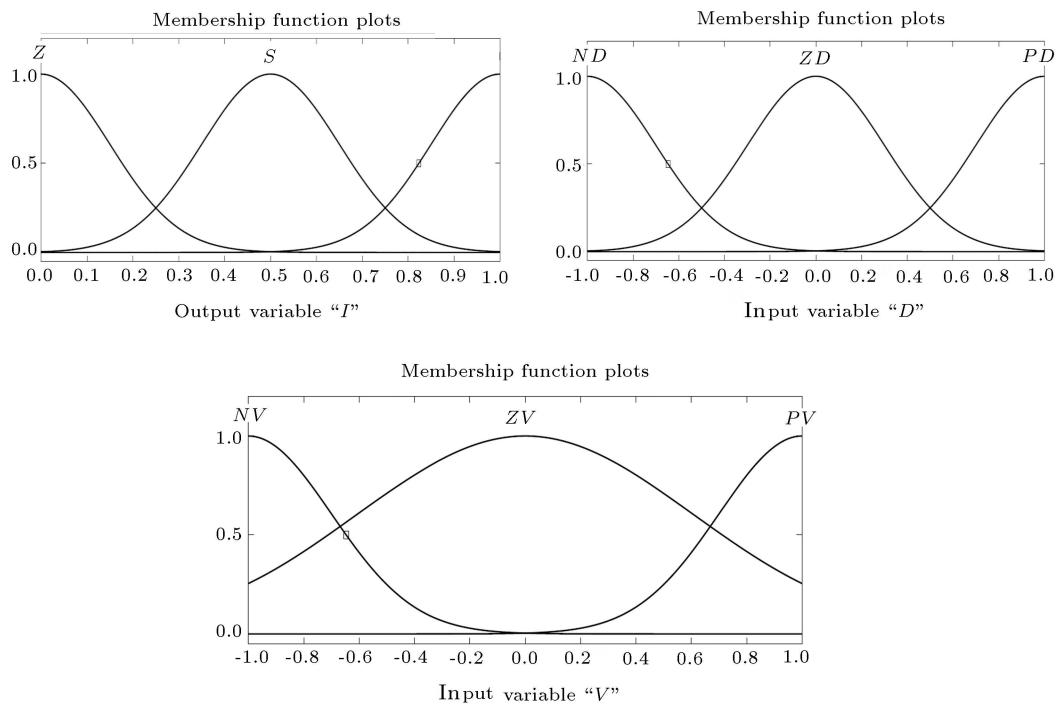 Membership function plots
Z S
1.0
0.5
0.0
0.0 0.1 0.2 0.3 0.4 0.5 0.6 0.7 0.8 0.9 1.0
Output variable “I”
Membership function plots
ND ZD PD
1.0
0.5
0.0
-1.0 -0.8 -0.6 -0.4 -0.2 0.0 0.2 0.4 0.6 0.8 1.0
Input variable “D”
Membership function plots
NV ZV PV
1.0
0.5
0.0
-1.0 -0.8 -0.6 -0.4 -0.2 0.0 0.2 0.4 0.6 0.8 1.0
Input variable “V”